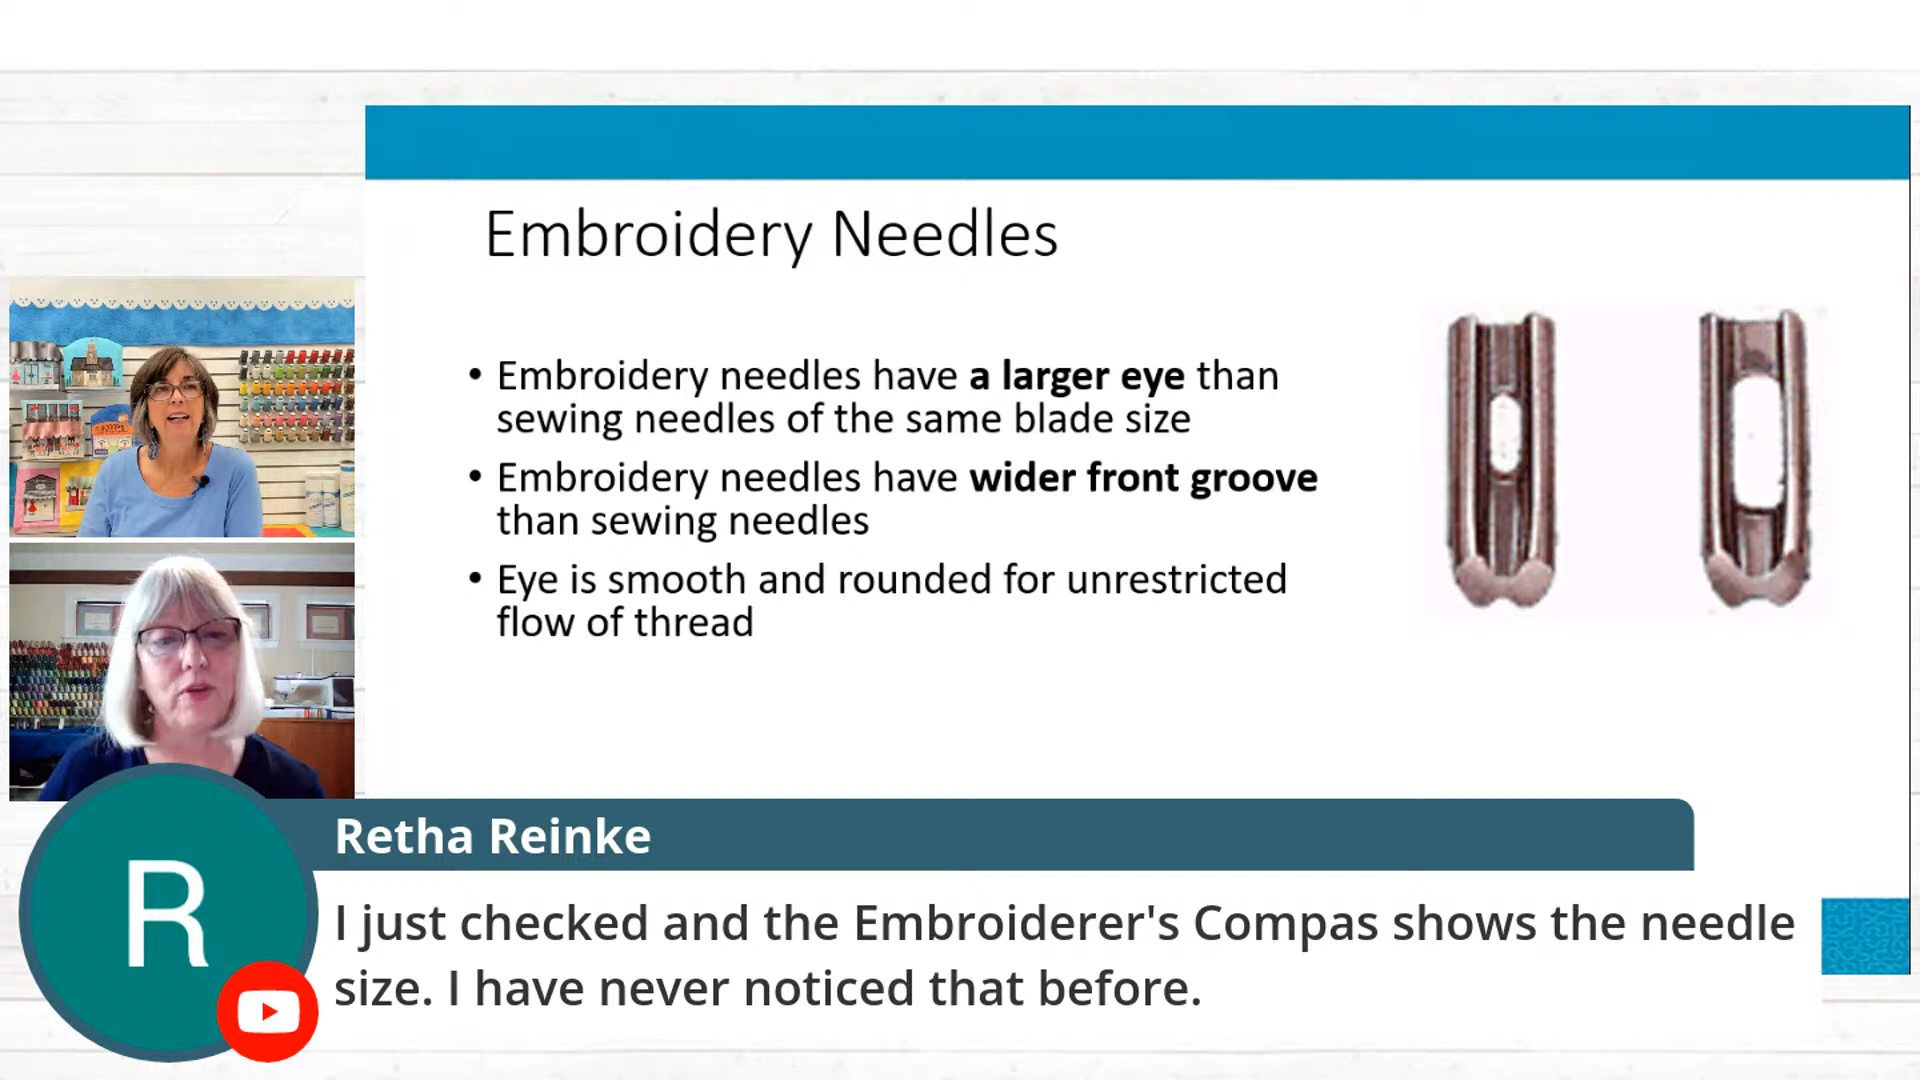 Embroidery Needles
• Embroidery needles have a larger eye than
sewing needles of the same blade size
• Embroidery needles have wider front groove
than sewing needles
• Eye is smooth and rounded for unrestricted
flow of thread
Retha Reinke
R
I just checked and the Embroiderer's Compas shows the needle
size. I have never noticed that before.